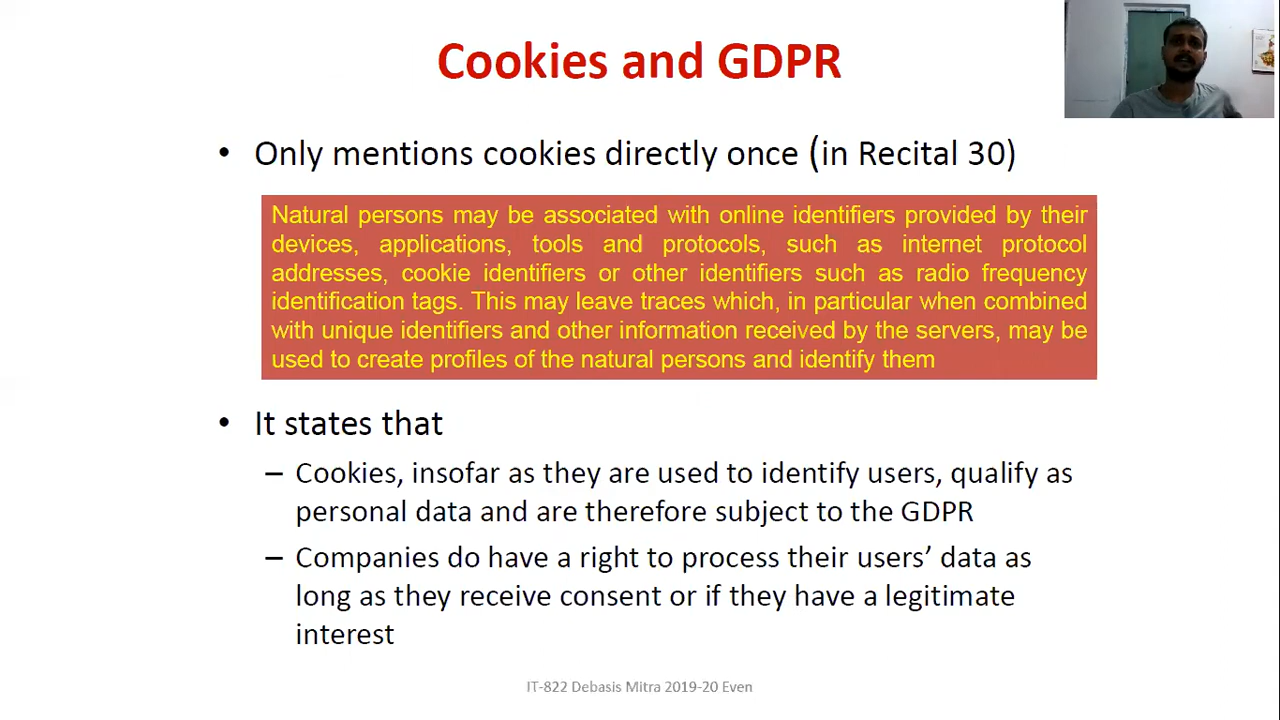 Cookies and GDPR
• Only mentions cookies directly once (in Recital 30)
Natural persons may be associated with online identifiers provided by their
devices, applications, tools and protocols, such as internet protocol
addresses, cookie identifiers or other identifiers such as radio frequency
identification tags. This may leave traces which, in particular when combined
with unique identifiers and other information received by the servers, may be
used to create profiles of the natural persons and identify them
• It states that
– Cookies, insofar as they are used to identify users, qualify as
personal data and are therefore subject to the GDPR
– Companies do have a right to process their users’ data as
long as they receive consent or if they have a legitimate
interest
IT-822 Debasis Mitra 2019-20 Even